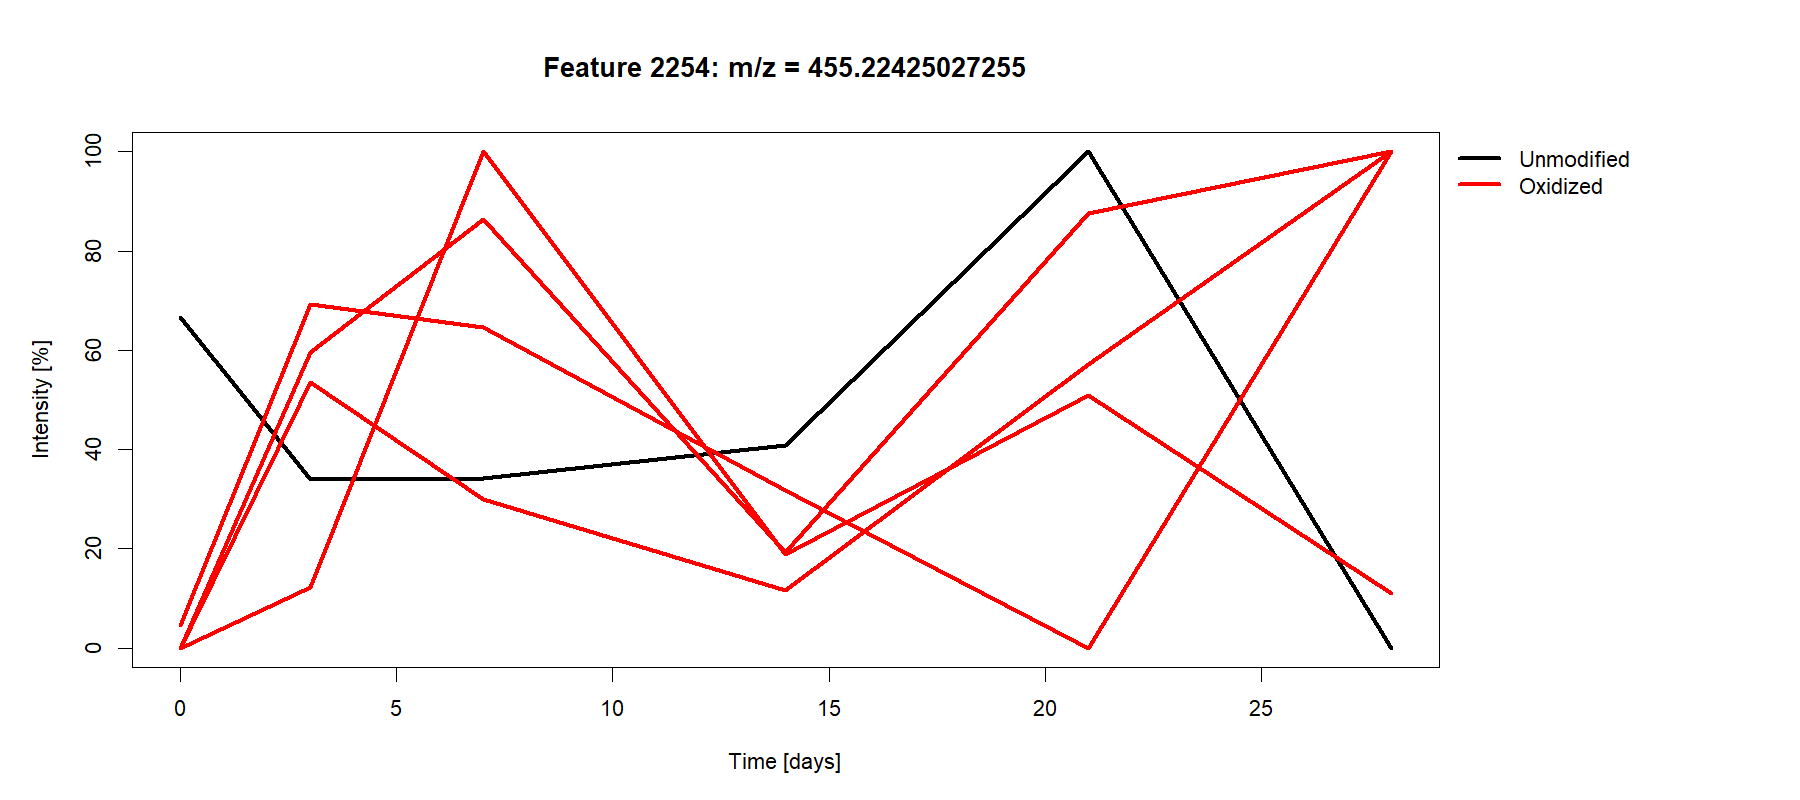 Feature 2254: m/z = 455.22425027255
Unmodified
Oxidized
Intensity [%]
100
80
60
40
20
0
0 5 10 15 20 25
Time [days]